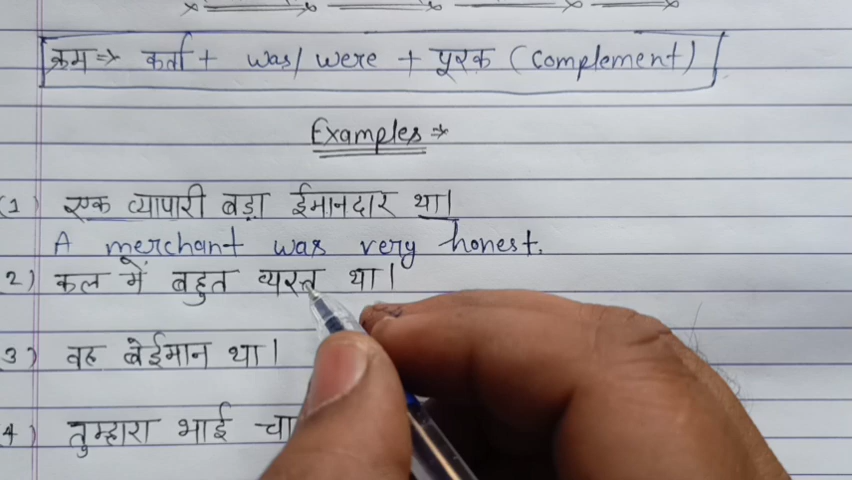 क्रम⇒ कर्ता + was/were + पूरक (complement)
Examples⇒
(1) एक व्यापारी बड़ा ईमानदार था।
A merchant was very honest.
2) कल में बहुत व्यस्त था।
3) वह बेईमान था।
4) तुम्हारा भाई